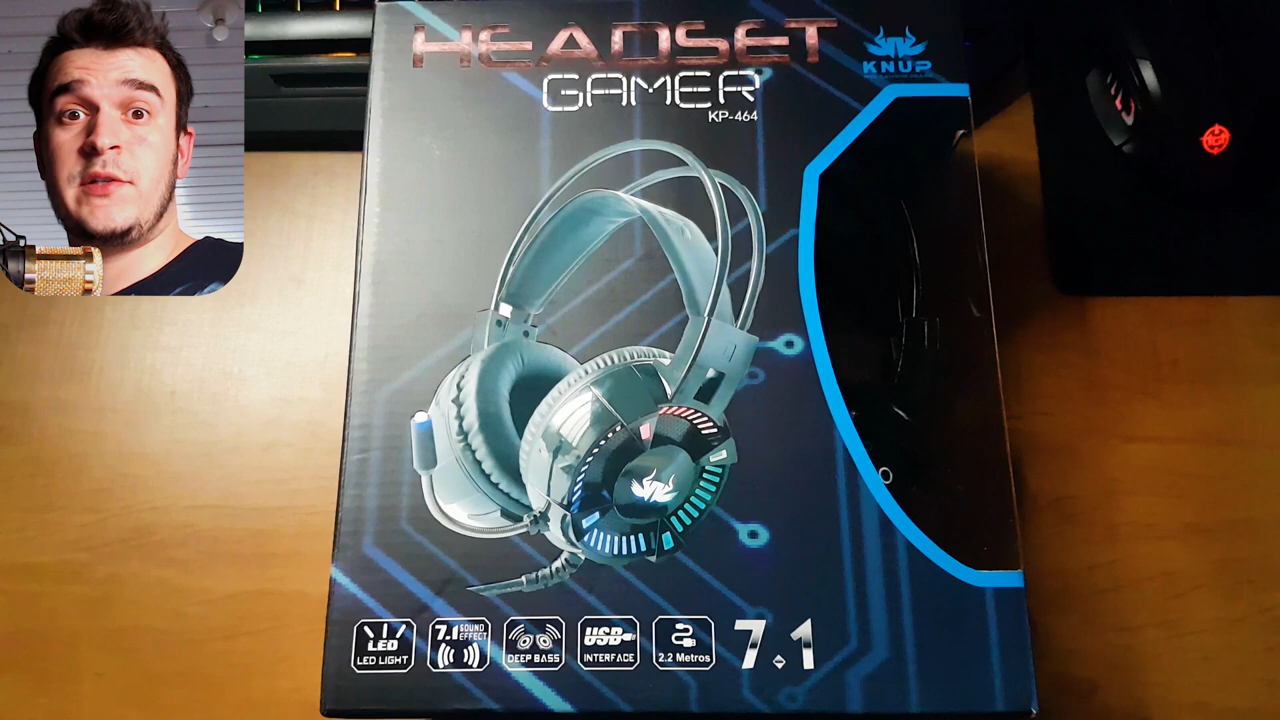 HEADSET
GAMER
KP-464
KNUP
LED
LED LIGHT
7.1 SOUND EFFECT
DEEP BASS
USB
INTERFACE
2.2 Metros
7.1